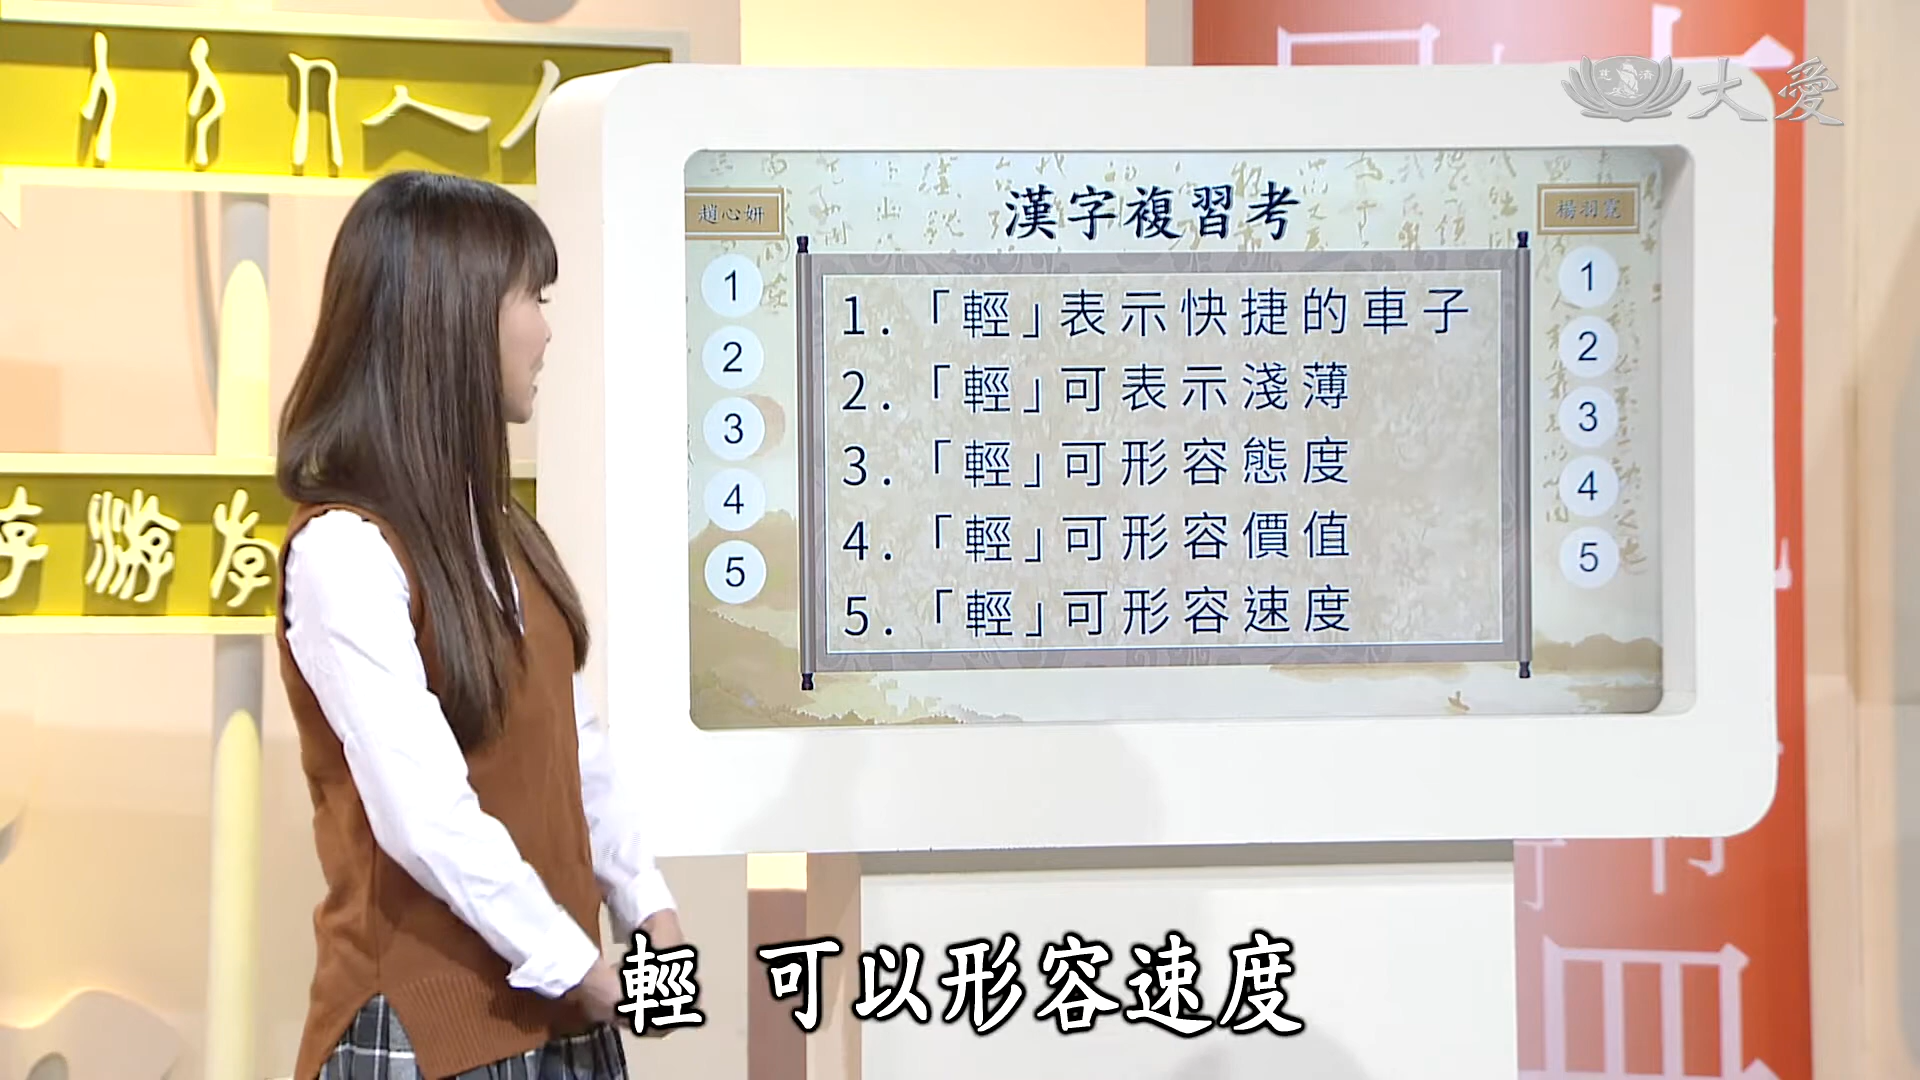 大愛
漢字複習考
趙心妍
楊羽寬
1
2
3
4
5
1.「輕」表示快捷的車子
2.「輕」可表示淺薄
3.「輕」可形容態度
4.「輕」可形容價值
5.「輕」可形容速度
1
2
3
4
5
輕 可以形容速度